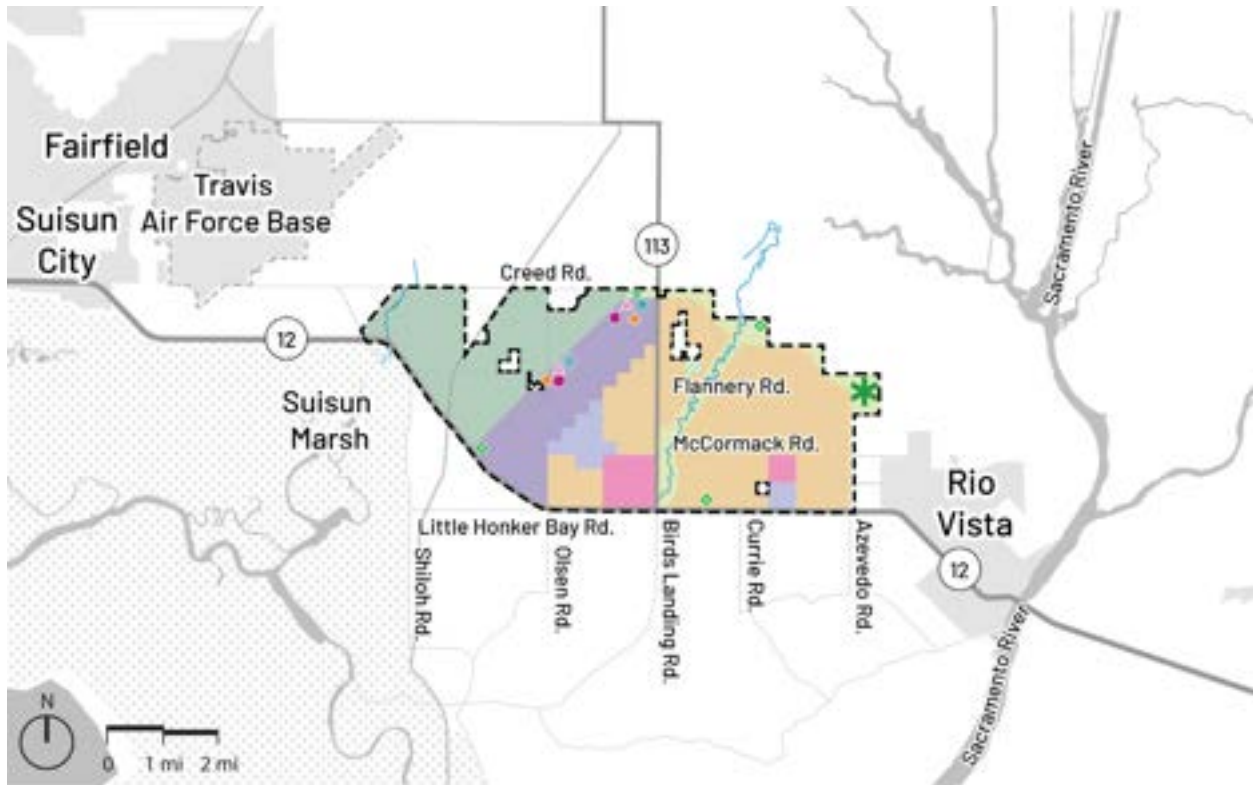 Fairfield
Travis
Air Force Base
Suisun
City
113
Creed Rd.
Sacramento River
12
Suisun
Marsh
Flannery Rd.
McCormack Rd.
Rio
Vista
Little Honker Bay Rd.
Shiloh Rd.
Olsen Rd.
Birds Landing Rd.
Currie Rd.
Azevedo Rd.
12
Sacramento River
N
0 1 mi 2 mi